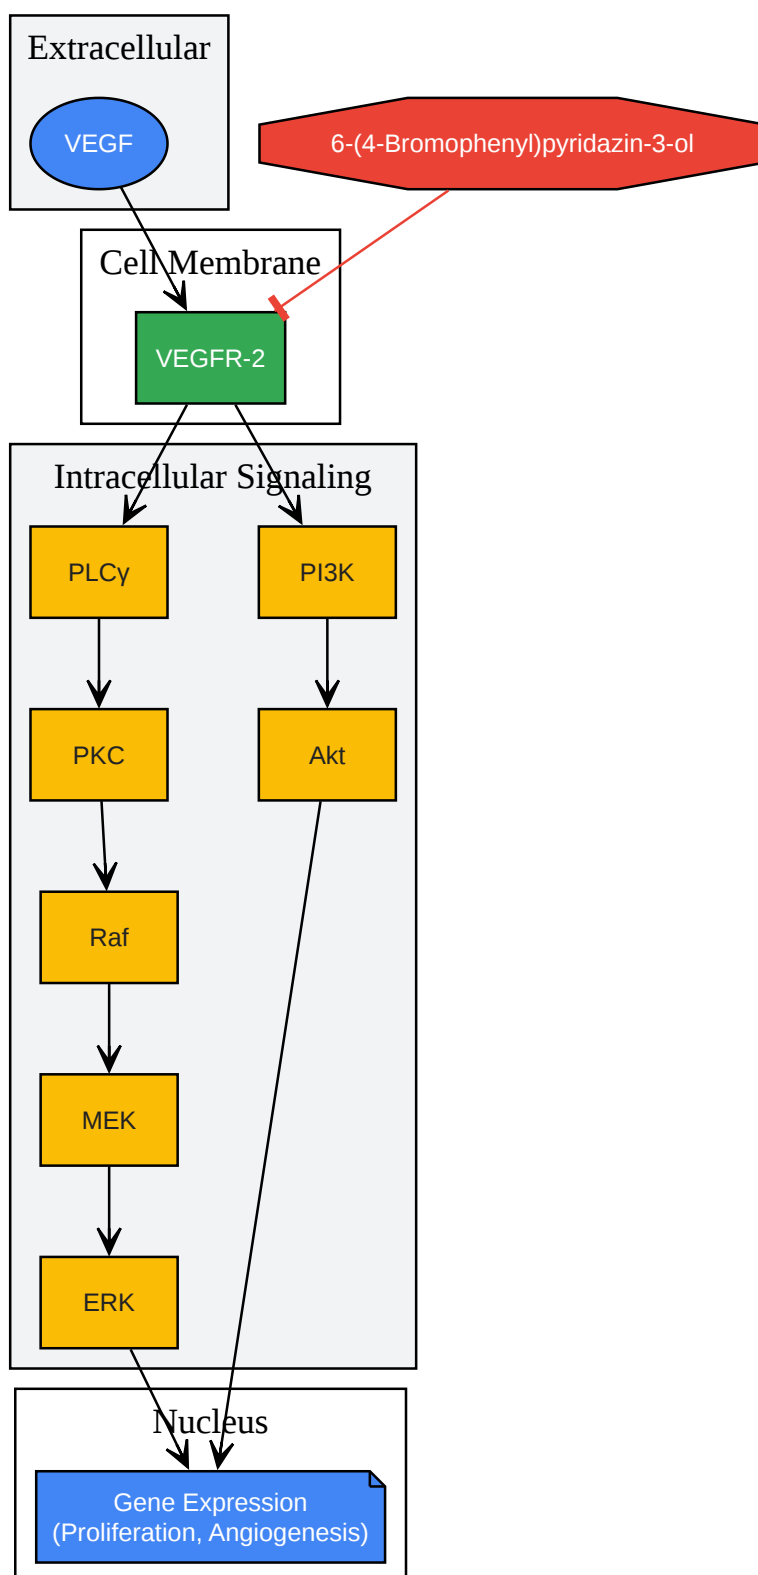 Extracellular
VEGF
6-(4-Bromophenyl)pyridazin-3-ol
Cell Membrane
VEGFR-2
Intracellular Signaling
PLCγ
PI3K
PKC
Akt
Raf
MEK
ERK
Nucleus
Gene Expression
(Proliferation, Angiogenesis)